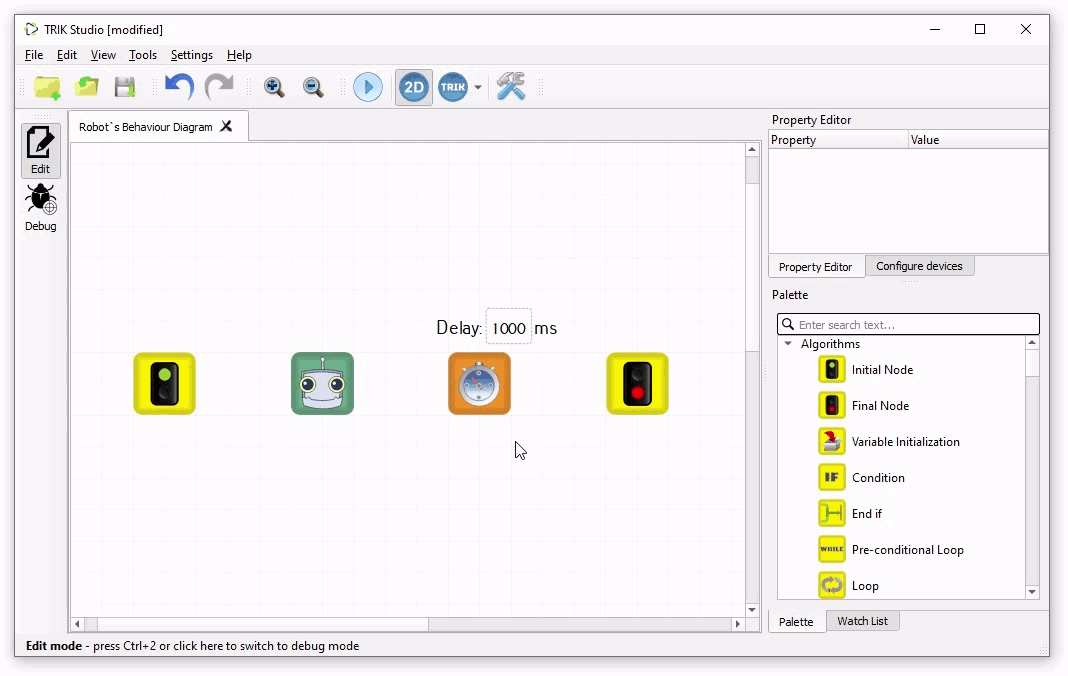 TRIK Studio [modified]
File Edit View Tools Settings Help
2D TRIK
Robot`s Behaviour Diagram
Edit
Debug
Delay: 1000 ms
Property Editor
Property Value
Property Editor Configure devices
Palette
Enter search text...
Algorithms
Initial Node
Final Node
Variable Initialization
IF Condition
End if
WHILE Pre-conditional Loop
Loop
Palette Watch List
Edit mode - press Ctrl+2 or click here to switch to debug mode